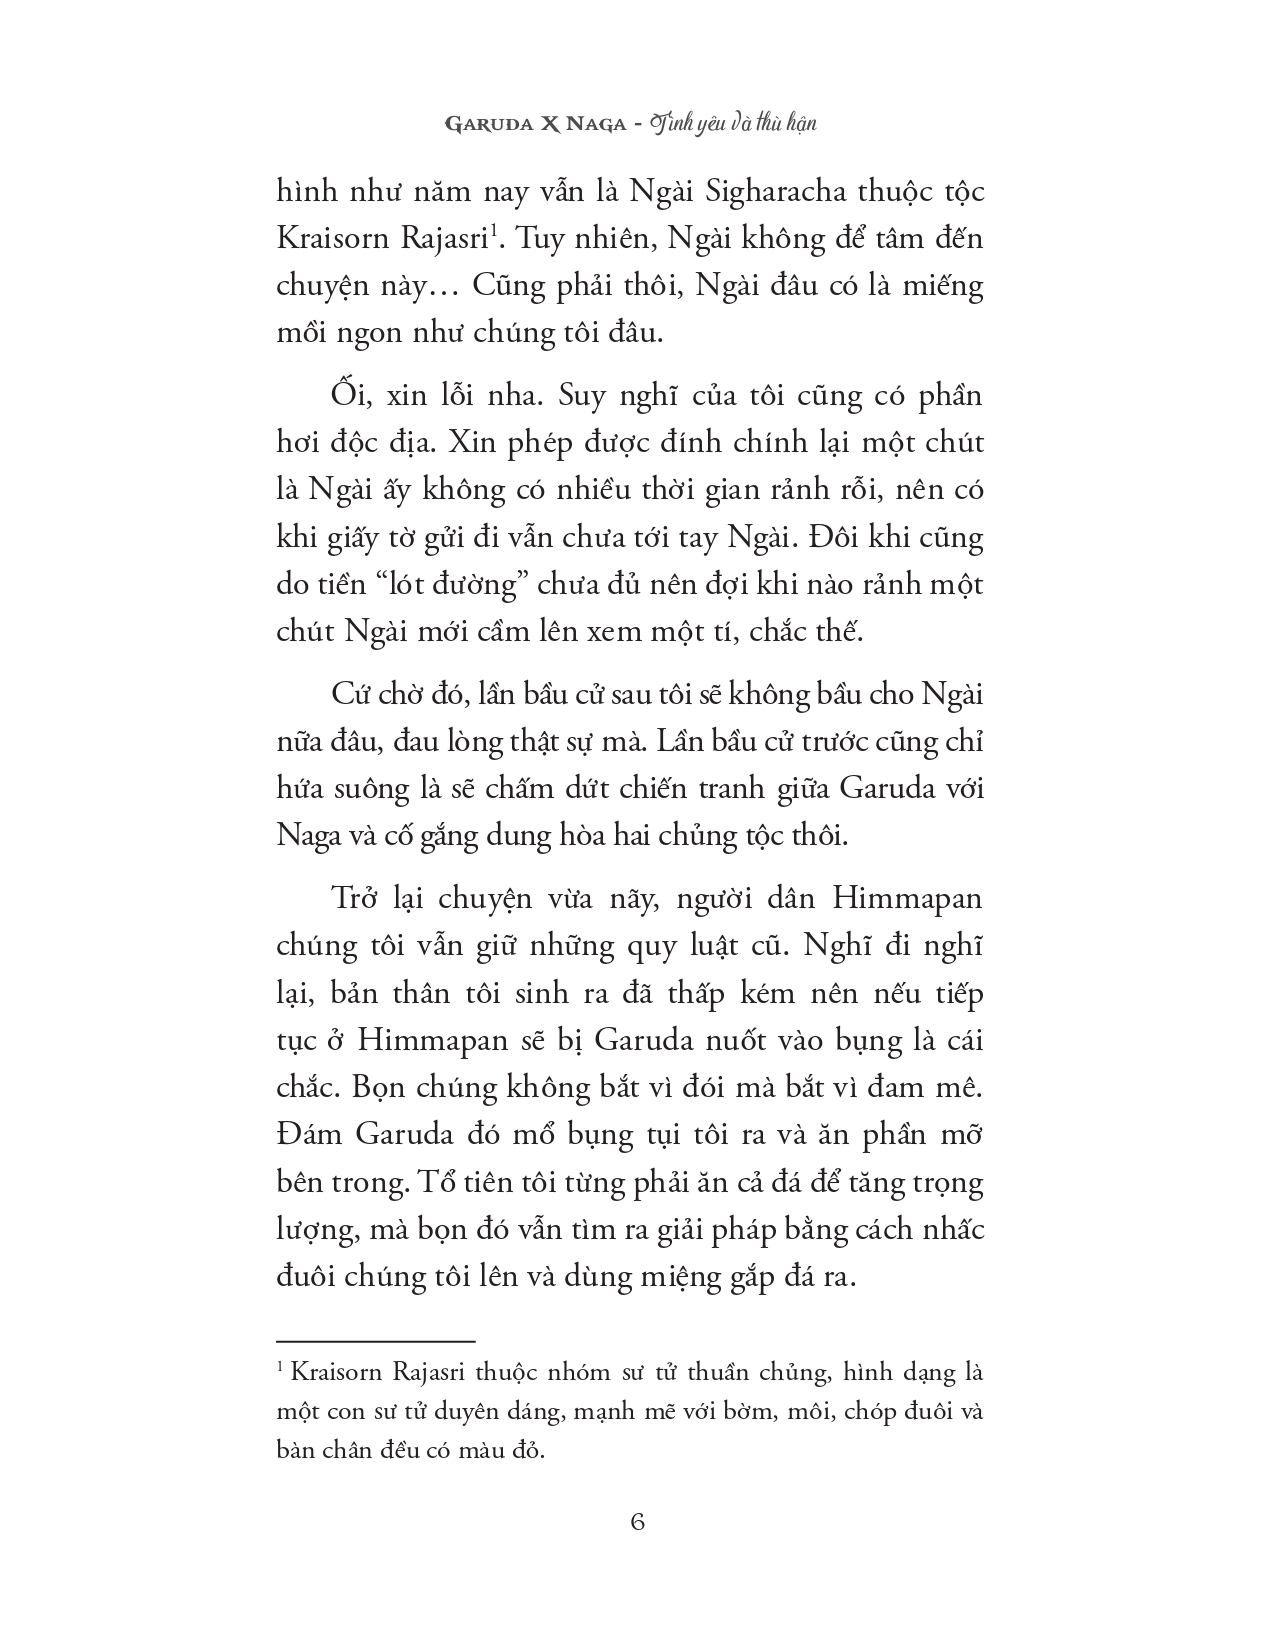 GARUDA X NAGA - Tình yêu và thù hận
hình như năm nay vẫn là Ngài Sigharacha thuộc tộc
Kraisorn Rajasri¹. Tuy nhiên, Ngài không để tâm đến
chuyện này… Cũng phải thôi, Ngài đâu có là miếng
mồi ngon như chúng tôi đâu.
Ối, xin lỗi nha. Suy nghĩ của tôi cũng có phần
hơi độc địa. Xin phép được đính chính lại một chút
là Ngài ấy không có nhiều thời gian rảnh rỗi, nên có
khi giấy tờ gửi đi vẫn chưa tới tay Ngài. Đôi khi cũng
do tiền “lót đường” chưa đủ nên đợi khi nào rảnh một
chút Ngài mới cầm lên xem một tí, chắc thế.
Cứ chờ đó, lần bầu cử sau tôi sẽ không bầu cho Ngài
nữa đâu, đau lòng thật sự mà. Lần bầu cử trước cũng chỉ
hứa suông là sẽ chấm dứt chiến tranh giữa Garuda với
Naga và cố gắng dung hòa hai chủng tộc thôi.
Trở lại chuyện vừa nãy, người dân Himmapan
chúng tôi vẫn giữ những quy luật cũ. Nghĩ đi nghĩ
lại, bản thân tôi sinh ra đã thấp kém nên nếu tiếp
tục ở Himmapan sẽ bị Garuda nuốt vào bụng là cái
chắc. Bọn chúng không bắt vì đói mà bắt vì đam mê.
Đám Garuda đó mổ bụng tụi tôi ra và ăn phần mỡ
bên trong. Tổ tiên tôi từng phải ăn cả đá để tăng trọng
lượng, mà bọn đó vẫn tìm ra giải pháp bằng cách nhấc
đuôi chúng tôi lên và dùng miệng gắp đá ra.
¹ Kraisorn Rajasri thuộc nhóm sư tử thuần chủng, hình dạng là
một con sư tử duyên dáng, mạnh mẽ với bờm, môi, chóp đuôi và
bàn chân đều có màu đỏ.
6